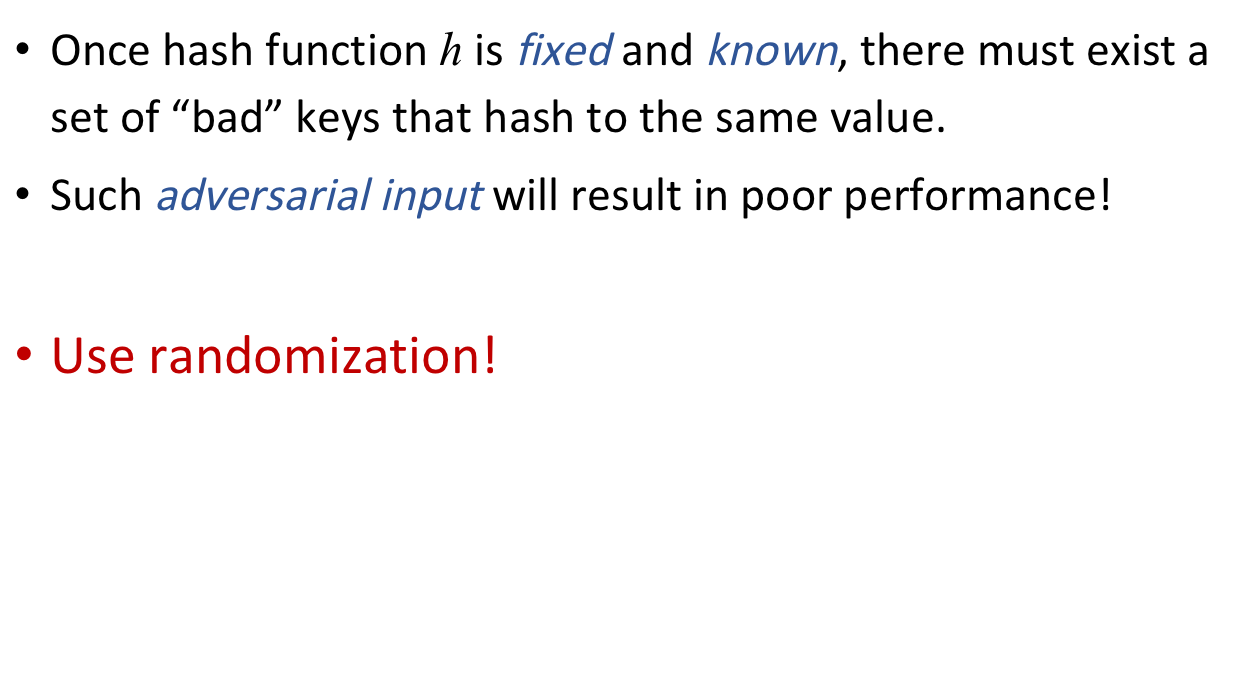 • Once hash function h is fixed and known, there must exist a
set of “bad” keys that hash to the same value.
• Such adversarial input will result in poor performance!
• Use randomization!